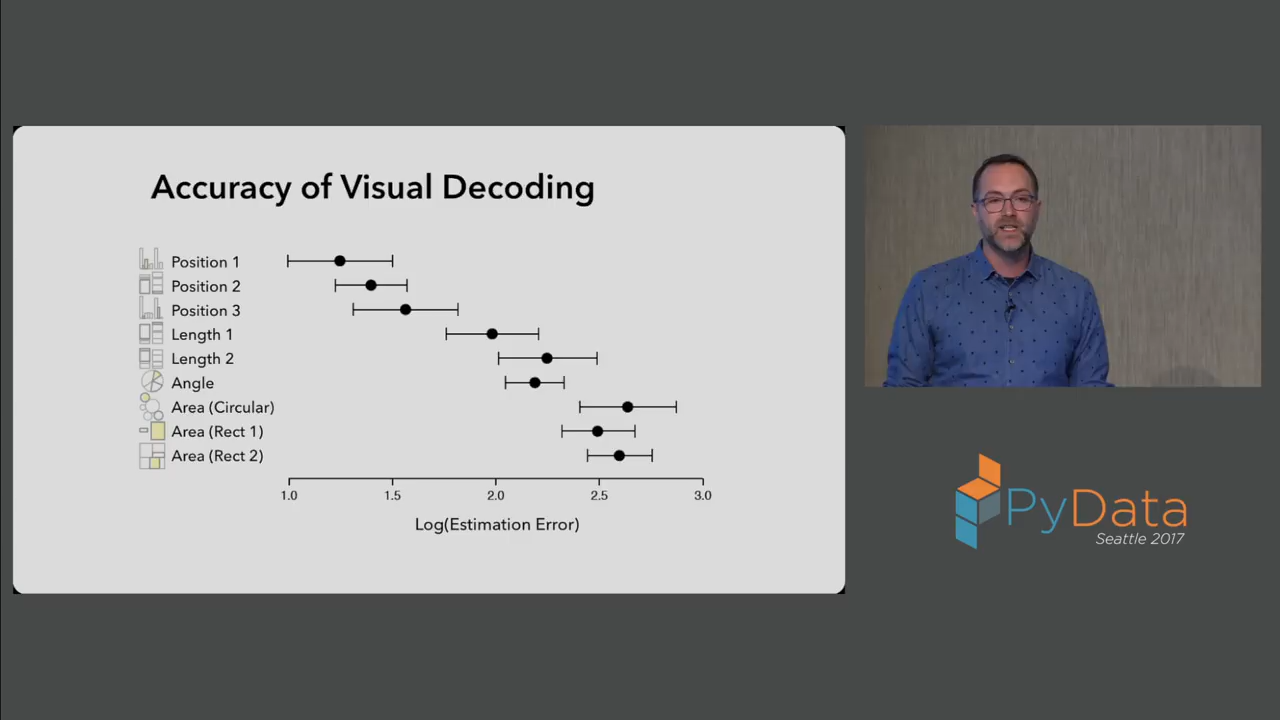 Accuracy of Visual Decoding
Position 1
Position 2
Position 3
Length 1
Length 2
Angle
Area (Circular)
Area (Rect 1)
Area (Rect 2)
1.0 1.5 2.0 2.5 3.0
Log(Estimation Error)
PyData
Seattle 2017